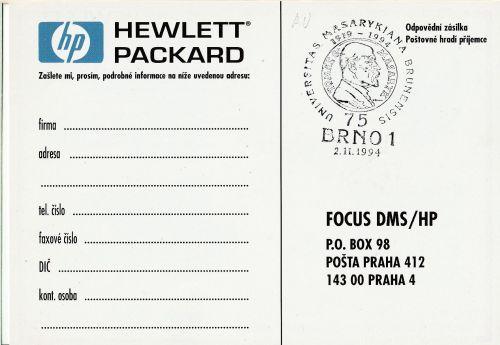 hp
HEWLETT®
PACKARD
Zašlete mi, prosím, podrobné informace na níže uvedenou adresu:
firma
adresa
tel. číslo
faxové číslo
DIČ
kont. osoba
AU
Odpovědní zásilka
Poštovné hradí příjemce
UNIVERSITAS MASARYKIANA BRUNENSIS
1919 - 1994
75
BRNO 1
2.11.1994
FOCUS DMS/HP
P.O. BOX 98
POŠTA PRAHA 412
143 00 PRAHA 4